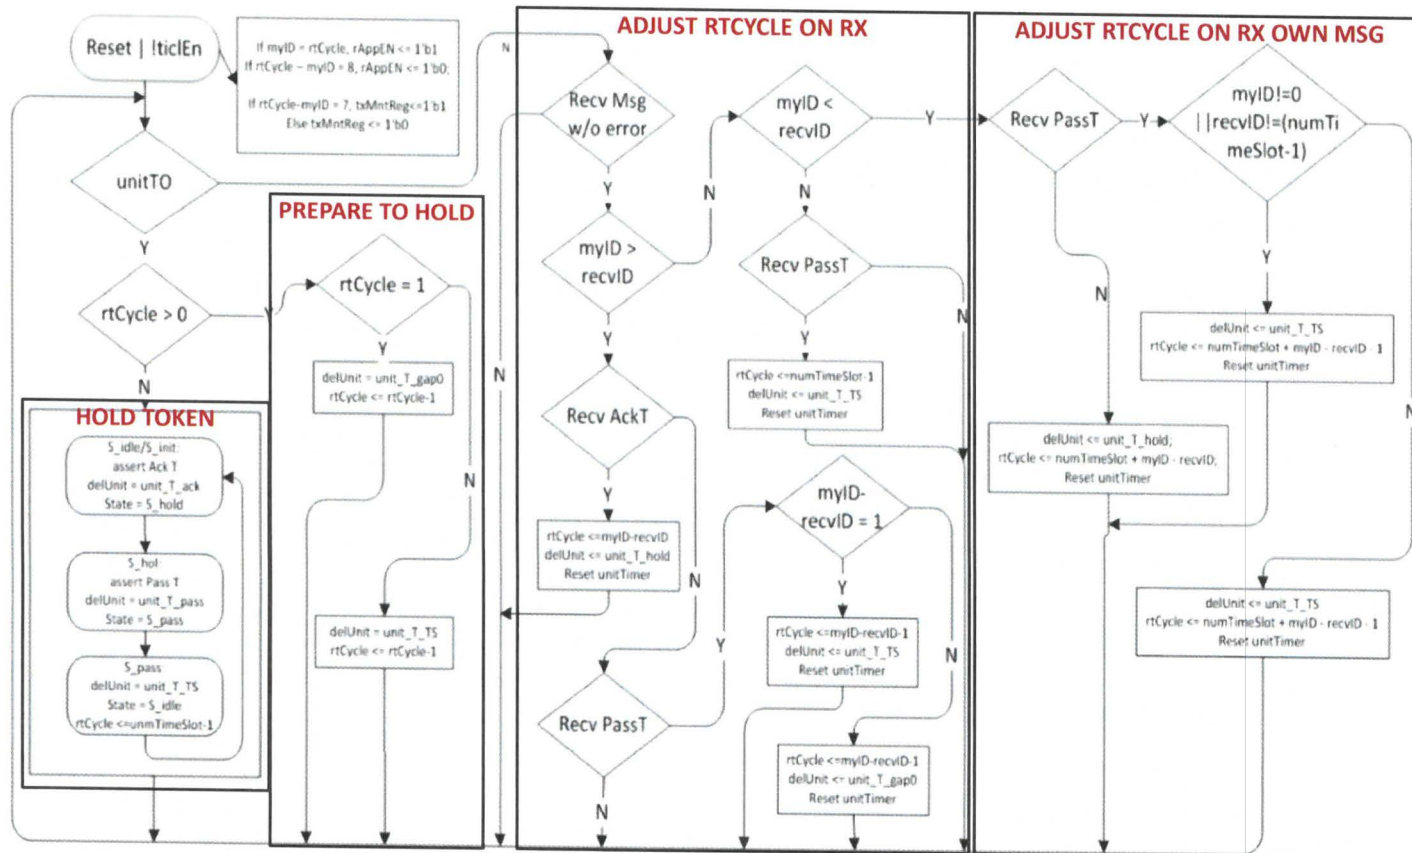 Reset | !ticlEn
If myID = rtCycle, rAppEN <= 1'b1
If rtCycle – myID = 8, rAppEN <= 1'b0;
If rtCycle-myID = 7, txMntReg<=1'b1
Else txMntReg <= 1'b0
unitTO
N
Y
rtCycle > 0
Y
N
HOLD TOKEN
S_idle/S_init:
assert Ack T
delUnit = unit_T_ack
State = S_hold
S_hol:
assert Pass T
delUnit = unit_T_pass
State = S_pass
S_pass:
delUnit = unit_T_TS
State = S_idle
rtCycle <=unmTimeSlot-1
PREPARE TO HOLD
rtCycle = 1
Y
N
delUnit = unit_T_gap0
rtCycle <= rtCycle-1
delUnit = unit_T_TS
rtCycle <= rtCycle-1
ADJUST RTCYCLE ON RX
Recv Msg
w/o error
Y
N
myID >
recvID
N
Y
Recv AckT
Y
N
rtCycle <=myID-recvID
delUnit <= unit_T_hold
Reset unitTimer
Recv PassT
Y
N
myID <
recvID
Y
N
Recv PassT
Y
N
rtCycle <=numTimeSlot-1
delUnit <= unit_T_TS
Reset unitTimer
myID-
recvID = 1
Y
N
rtCycle <=myID-recvID-1
delUnit <= unit_T_TS
Reset unitTimer
rtCycle <=myID-recvID-1
delUnit <= unit_T_gap0
Reset unitTimer
ADJUST RTCYCLE ON RX OWN MSG
Recv PassT
Y
N
myID!=0
||recvID!=(numTi
meSlot-1)
Y
N
delUnit <= unit_T_TS
rtCycle <= numTimeSlot + myID - recvID - 1
Reset unitTimer
delUnit <= unit_T_hold;
rtCycle <= numTimeSlot + myID - recvID;
Reset unitTimer
delUnit <= unit_T_TS
rtCycle <= numTimeSlot + myID - recvID - 1
Reset unitTimer